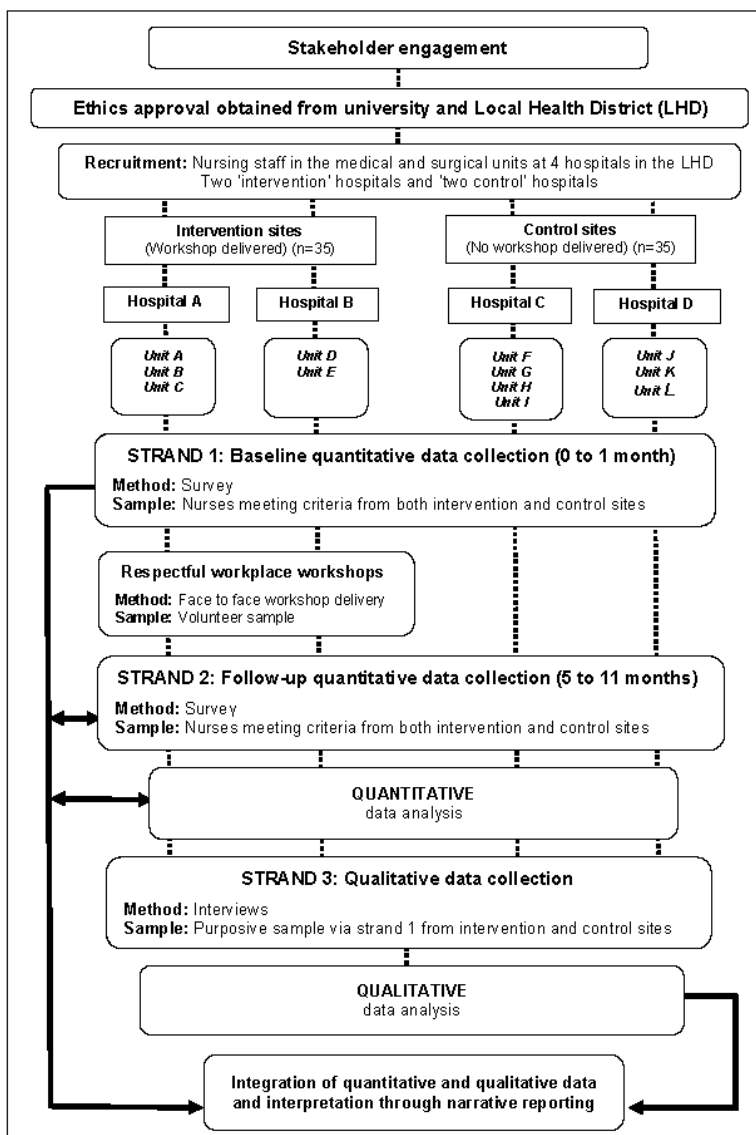 Stakeholder engagement
Ethics approval obtained from university and Local Health District (LHD)
Recruitment: Nursing staff in the medical and surgical units at 4 hospitals in the LHD
Two 'intervention' hospitals and 'two control' hospitals
Intervention sites
(Workshop delivered) (n=35)
Control sites
(No workshop delivered) (n=35)
Hospital A
Hospital B
Hospital C
Hospital D
Unit A
Unit B
Unit C
Unit D
Unit E
Unit F
Unit G
Unit H
Unit I
Unit J
Unit K
Unit L
STRAND 1: Baseline quantitative data collection (0 to 1 month)
Method: Survey
Sample: Nurses meeting criteria from both intervention and control sites
Respectful workplace workshops
Method: Face to face workshop delivery
Sample: Volunteer sample
STRAND 2: Follow-up quantitative data collection (5 to 11 months)
Method: Survey
Sample: Nurses meeting criteria from both intervention and control sites
QUANTITATIVE
data analysis
STRAND 3: Qualitative data collection
Method: Interviews
Sample: Purposive sample via strand 1 from intervention and control sites
QUALITATIVE
data analysis
Integration of quantitative and qualitative data
and interpretation through narrative reporting